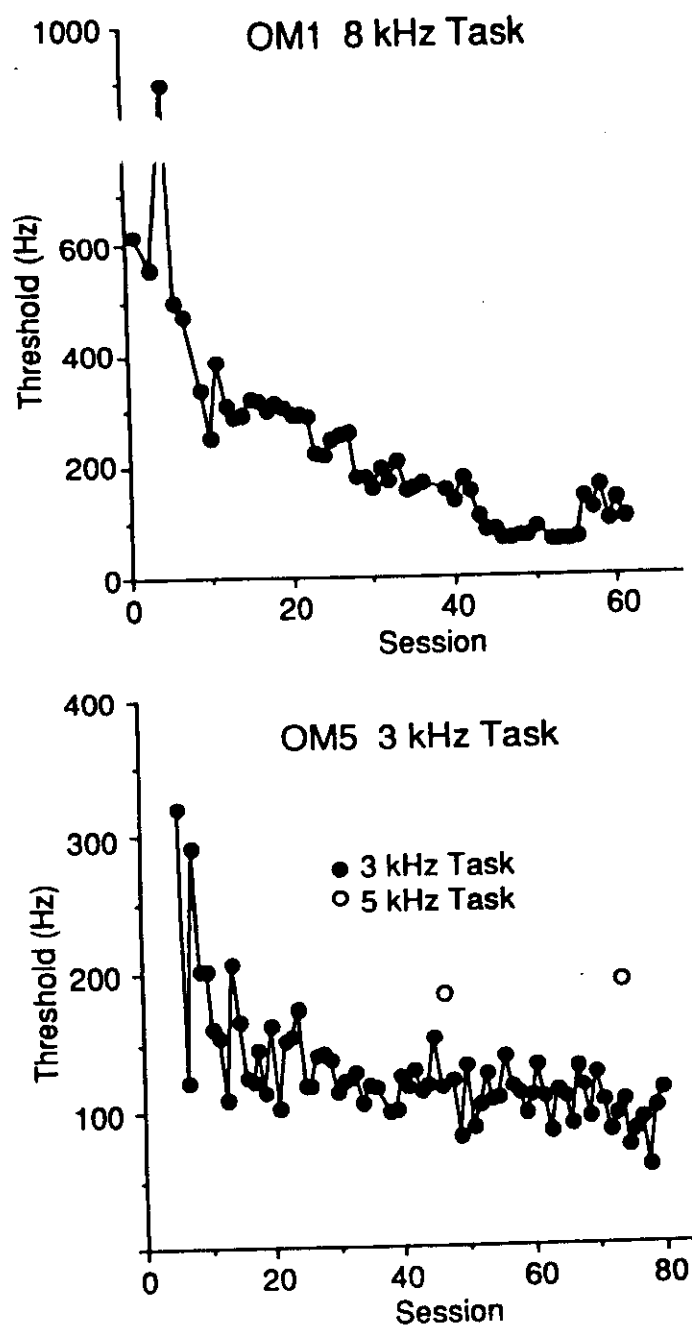 OM1 8 kHz Task
1000
600
400
200
0
Threshold (Hz)
0 20 40 60
Session
OM5 3 kHz Task
400
300
200
100
Threshold (Hz)
● 3 kHz Task
○ 5 kHz Task
0 20 40 60 80
Session